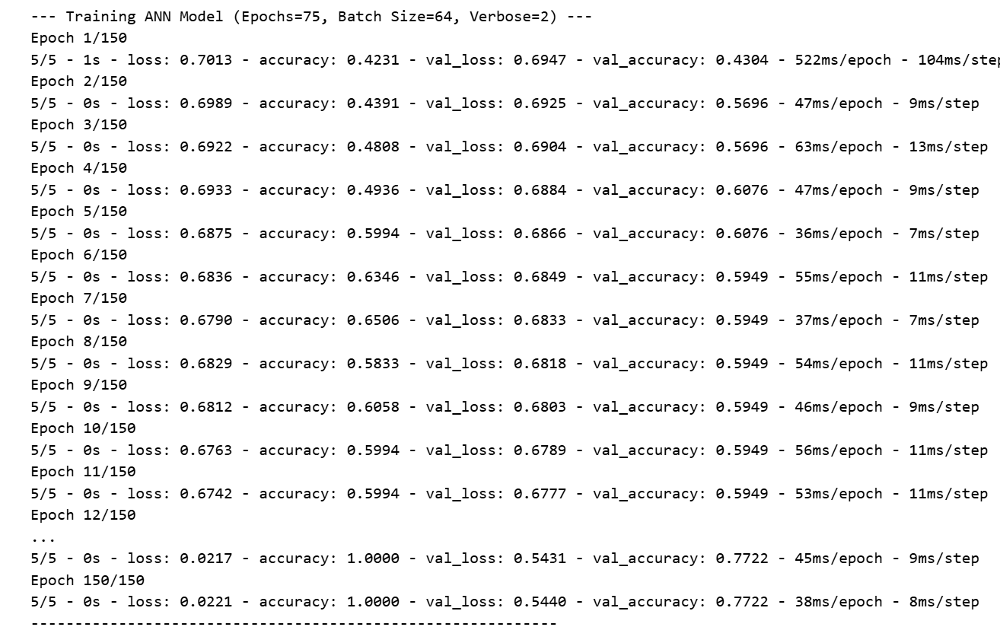 --- Training ANN Model (Epochs=75, Batch Size=64, Verbose=2) ---
Epoch 1/150
5/5 - 1s - loss: 0.7013 - accuracy: 0.4231 - val_loss: 0.6947 - val_accuracy: 0.4304 - 522ms/epoch - 104ms/step
Epoch 2/150
5/5 - 0s - loss: 0.6989 - accuracy: 0.4391 - val_loss: 0.6925 - val_accuracy: 0.5696 - 47ms/epoch - 9ms/step
Epoch 3/150
5/5 - 0s - loss: 0.6922 - accuracy: 0.4808 - val_loss: 0.6904 - val_accuracy: 0.5696 - 63ms/epoch - 13ms/step
Epoch 4/150
5/5 - 0s - loss: 0.6933 - accuracy: 0.4936 - val_loss: 0.6884 - val_accuracy: 0.6076 - 47ms/epoch - 9ms/step
Epoch 5/150
5/5 - 0s - loss: 0.6875 - accuracy: 0.5994 - val_loss: 0.6866 - val_accuracy: 0.6076 - 36ms/epoch - 7ms/step
Epoch 6/150
5/5 - 0s - loss: 0.6836 - accuracy: 0.6346 - val_loss: 0.6849 - val_accuracy: 0.5949 - 55ms/epoch - 11ms/step
Epoch 7/150
5/5 - 0s - loss: 0.6790 - accuracy: 0.6506 - val_loss: 0.6833 - val_accuracy: 0.5949 - 37ms/epoch - 7ms/step
Epoch 8/150
5/5 - 0s - loss: 0.6829 - accuracy: 0.5833 - val_loss: 0.6818 - val_accuracy: 0.5949 - 54ms/epoch - 11ms/step
Epoch 9/150
5/5 - 0s - loss: 0.6812 - accuracy: 0.6058 - val_loss: 0.6803 - val_accuracy: 0.5949 - 46ms/epoch - 9ms/step
Epoch 10/150
5/5 - 0s - loss: 0.6763 - accuracy: 0.5994 - val_loss: 0.6789 - val_accuracy: 0.5949 - 56ms/epoch - 11ms/step
Epoch 11/150
5/5 - 0s - loss: 0.6742 - accuracy: 0.5994 - val_loss: 0.6777 - val_accuracy: 0.5949 - 53ms/epoch - 11ms/step
Epoch 12/150
...
5/5 - 0s - loss: 0.0217 - accuracy: 1.0000 - val_loss: 0.5431 - val_accuracy: 0.7722 - 45ms/epoch - 9ms/step
Epoch 150/150
5/5 - 0s - loss: 0.0221 - accuracy: 1.0000 - val_loss: 0.5440 - val_accuracy: 0.7722 - 38ms/epoch - 8ms/step
------------------------------------------------------------